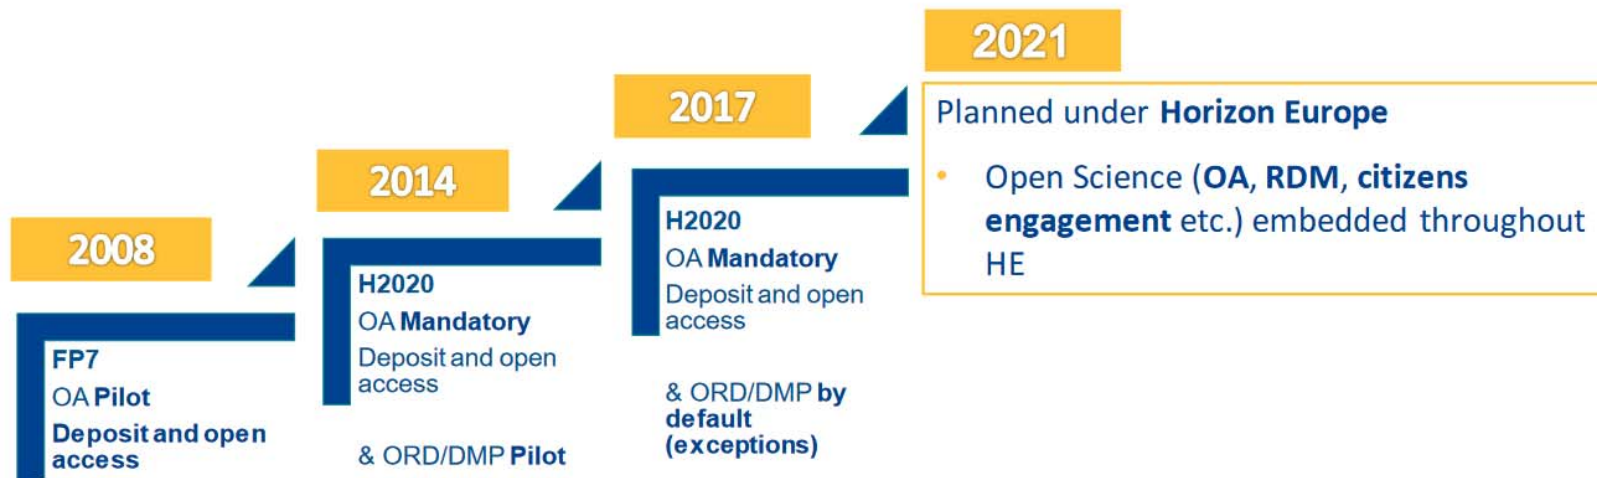 2008
FP7
OA Pilot
Deposit and open
access
2014
H2020
OA Mandatory
Deposit and open
access
& ORD/DMP Pilot
2017
H2020
OA Mandatory
Deposit and open
access
& ORD/DMP by
default
(exceptions)
2021
Planned under Horizon Europe
• Open Science (OA, RDM, citizens
engagement etc.) embedded throughout
HE